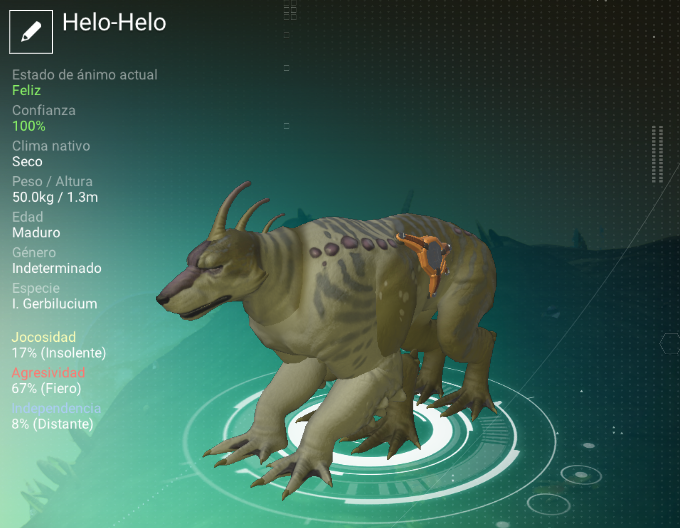 Helo-Helo
Estado de ánimo actual
Feliz
Confianza
100%
Clima nativo
Seco
Peso / Altura
50.0kg / 1.3m
Edad
Maduro
Género
Indeterminado
Especie
I. Gerbilucium
Jocosidad
17% (Insolente)
Agresividad
67% (Fiero)
Independencia
8% (Distante)